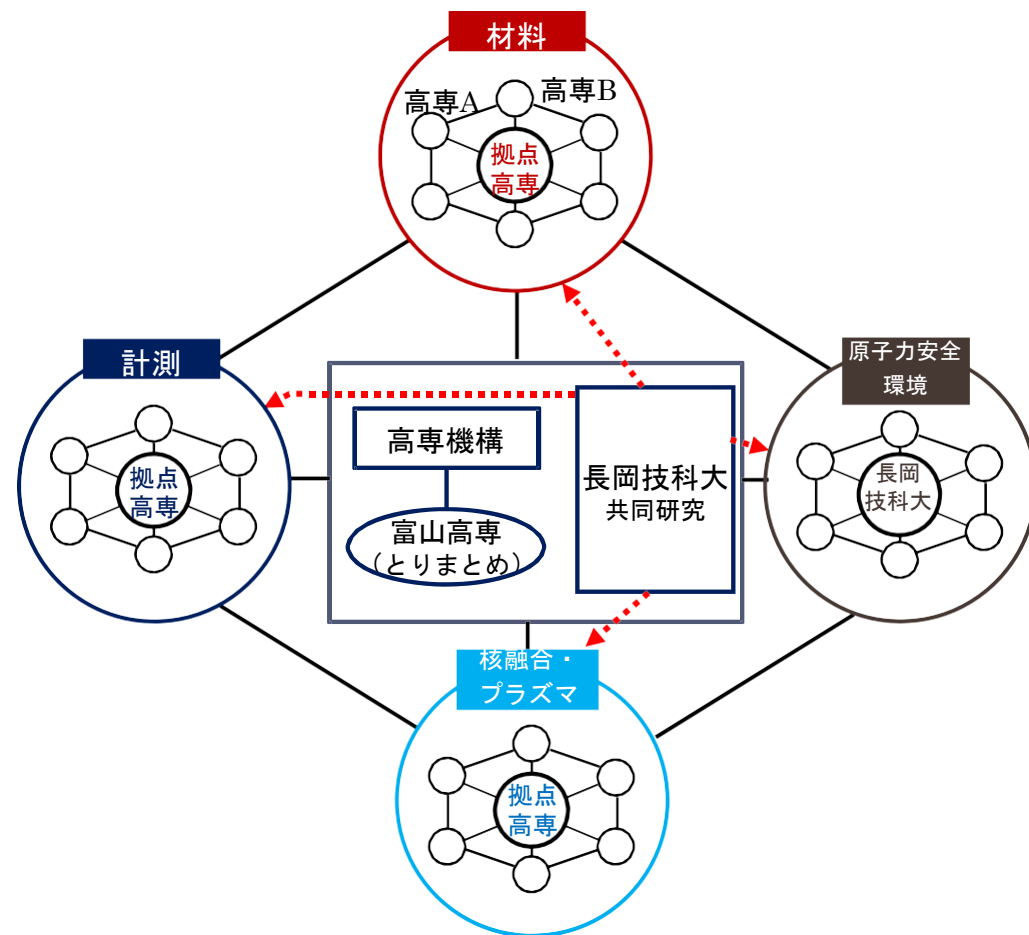 材料
高専A
高専B
拠点
高専
計測
拠点
高専
高専機構
富山高専
(とりまとめ)
長岡技科大
共同研究
原子力安全
環境
長岡
技科大
核融合・
プラズマ
拠点
高専